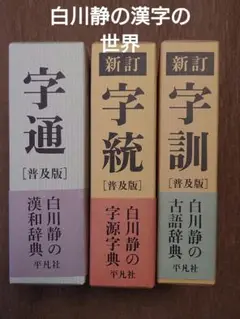 白川静の漢字の
世界
字通
[普及版]
白川静の
漢和辞典
平凡社
新訂
字統
[普及版]
白川静の
字源字典
平凡社
新訂
字訓
[普及版]
白川静の
古語辞典
平凡社